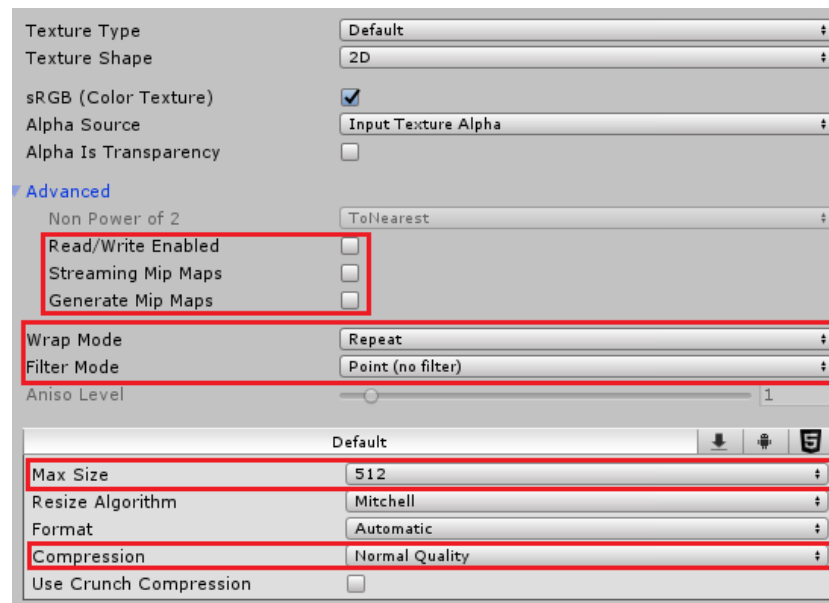 Texture Type Default
Texture Shape 2D
sRGB (Color Texture)
Alpha Source Input Texture Alpha
Alpha Is Transparency
Advanced
Non Power of 2 ToNearest
Read/Write Enabled
Streaming Mip Maps
Generate Mip Maps
Wrap Mode Repeat
Filter Mode Point (no filter)
Aniso Level 1
Default
Max Size 512
Resize Algorithm Mitchell
Format Automatic
Compression Normal Quality
Use Crunch Compression